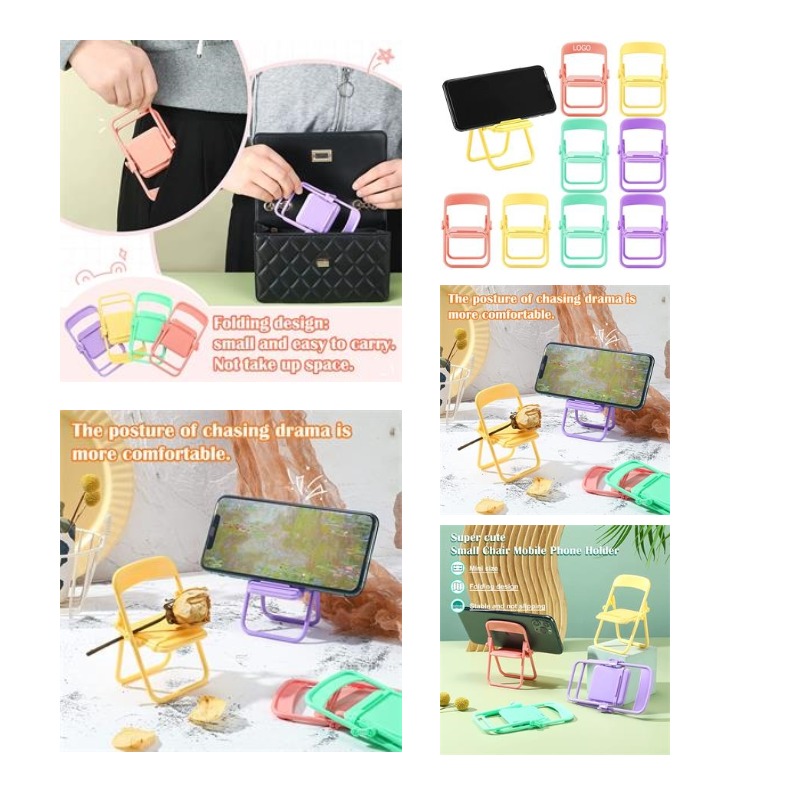 LOGO
Folding design:
small and easy to carry.
Not take up space.
The posture of chasing drama is
more comfortable.
The posture of chasing drama is
more comfortable.
Super cute
Small Chair Mobile Phone Holder
Mini size
Folding design
Stable and not slipping